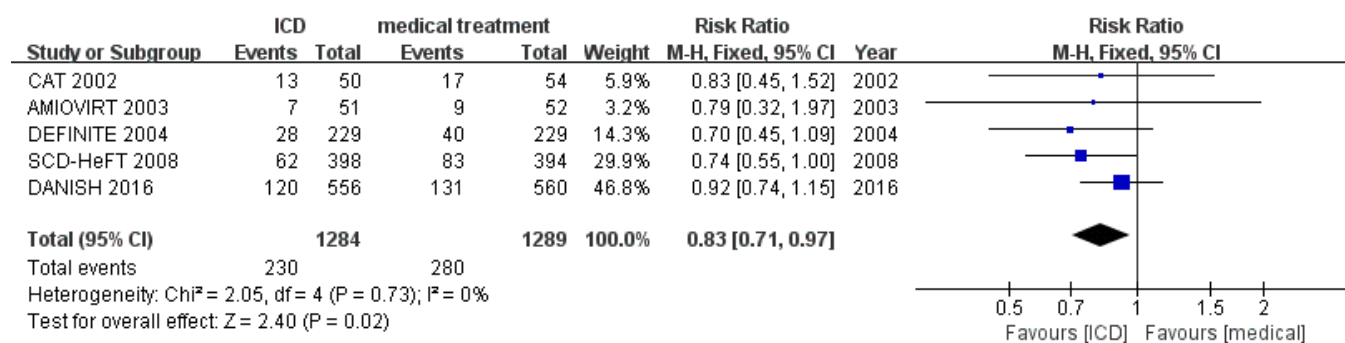 ICD medical treatment Risk Ratio Risk Ratio
Study or Subgroup Events Total Events Total Weight M-H, Fixed, 95% CI Year M-H, Fixed, 95% CI
CAT 2002 13 50 17 54 5.9% 0.83 [0.45, 1.52] 2002
AMIOVIRT 2003 7 51 9 52 3.2% 0.79 [0.32, 1.97] 2003
DEFINITE 2004 28 229 40 229 14.3% 0.70 [0.45, 1.09] 2004
SCD-HeFT 2008 62 398 83 394 29.9% 0.74 [0.55, 1.00] 2008
DANISH 2016 120 556 131 560 46.8% 0.92 [0.74, 1.15] 2016
Total (95% CI) 1284 1289 100.0% 0.83 [0.71, 0.97]
Total events 230 280
Heterogeneity: Chi² = 2.05, df = 4 (P = 0.73); I² = 0%
Test for overall effect: Z = 2.40 (P = 0.02)
0.5 0.7 1 1.5 2
Favours [ICD] Favours [medical]